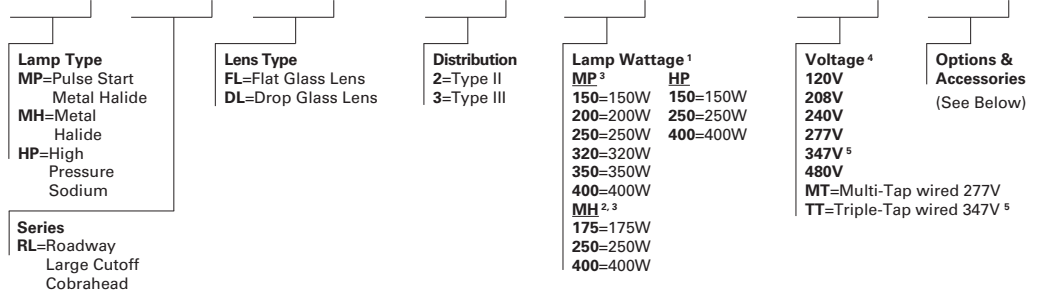 Lamp Type
MP=Pulse Start
Metal Halide
MH=Metal
Halide
HP=High
Pressure
Sodium
Series
RL=Roadway
Large Cutoff
Cobrahead
Lens Type
FL=Flat Glass Lens
DL=Drop Glass Lens
Distribution
2=Type II
3=Type III
Lamp Wattage 1
MP 3
150=150W
200=200W
250=250W
320=320W
350=350W
400=400W
MH 2, 3
175=175W
250=250W
400=400W
HP
150=150W
250=250W
400=400W
Voltage 4
120V
208V
240V
277V
347V 5
480V
MT=Multi-Tap wired 277V
TT=Triple-Tap wired 347V 5
Options &
Accessories
(See Below)